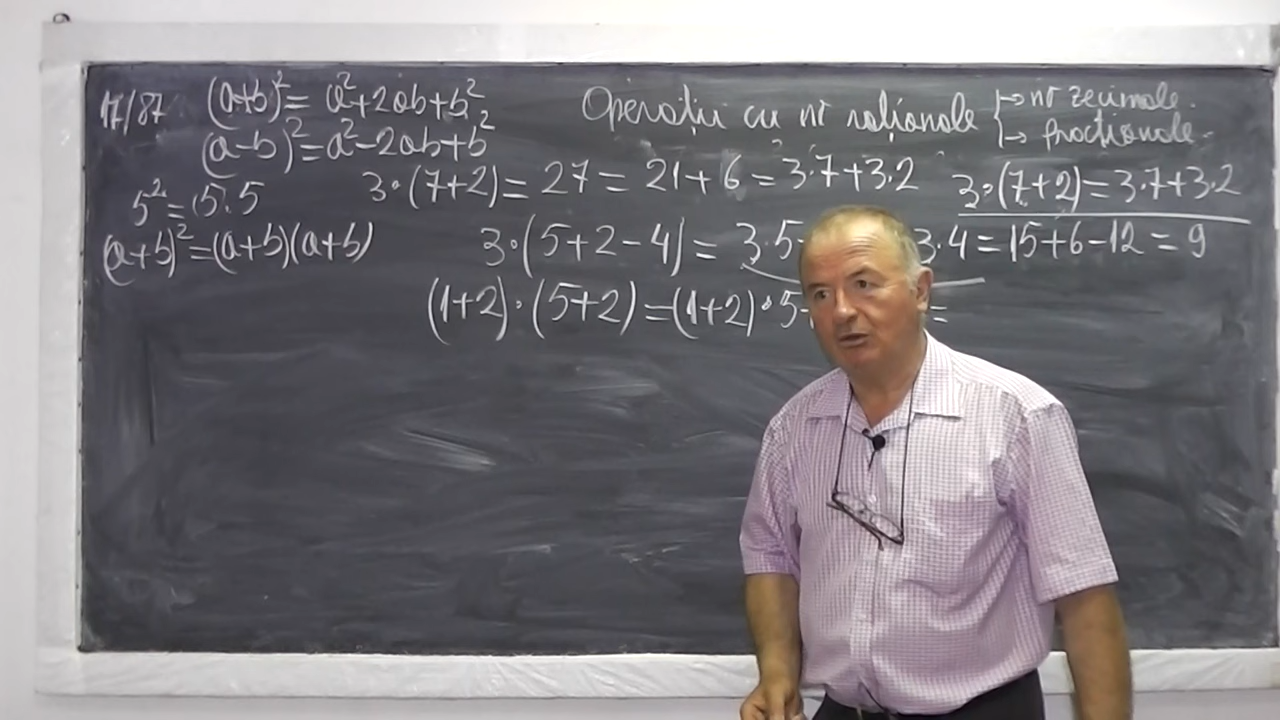 17/87 (a+b)²= a²+2ab+b²
(a-b)²=a²-2ab+b²
5²=5.5
(a+b)²=(a+b)(a+b)
Operații cu nr raționale → nr zecimale.
→ fracționale.
3·(7+2)= 27= 21+6=3.7+3.2
3·(7+2)=3.7+3.2
3·(5+2-4)= 3.5 3.4=15+6-12=9
(1+2)·(5+2)=(1+2)·5 =